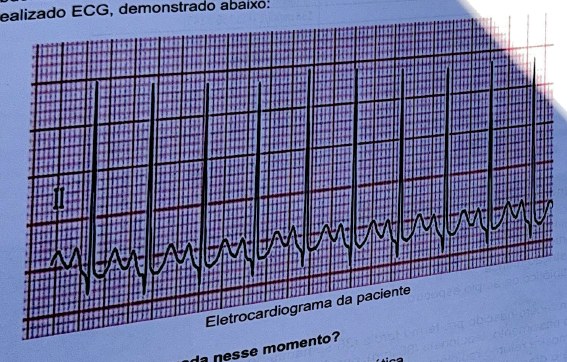 ealizado ECG, demonstrado abaixo:
II
Eletrocardiograma da paciente
da nesse momento?